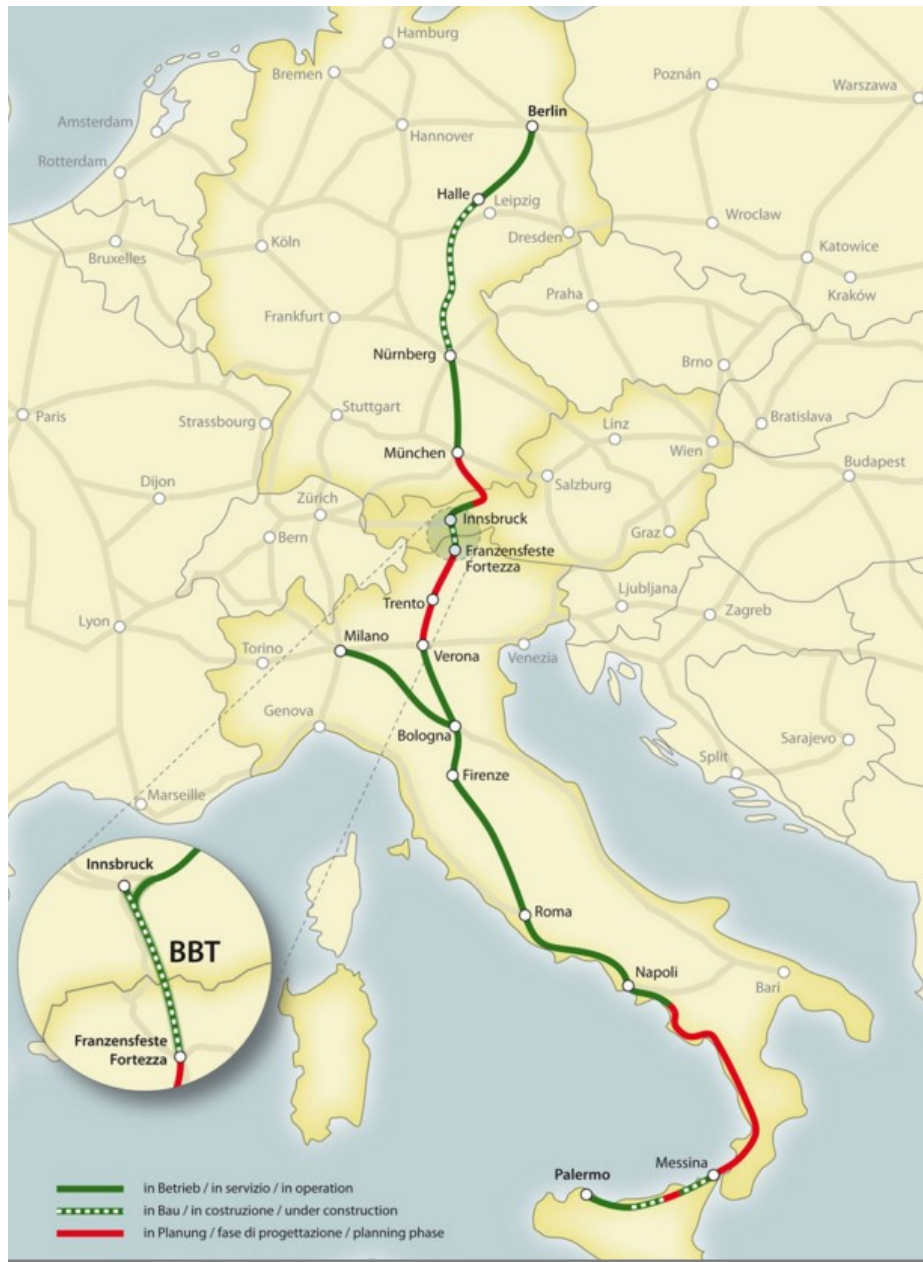 Hamburg
Bremen
Poznán
Warszawa
Amsterdam
Berlin
Hannover
Rotterdam
Halle
Leipzig
Wroclaw
Dresden
Köln
Bruxelles
Katowice
Kraków
Praha
Frankfurt
Nürnberg
Brno
Paris
Stuttgart
Strassbourg
Linz
Bratislava
Wien
München
Budapest
Salzburg
Dijon
Zürich
Innsbruck
Bern
Graz
Franzensfeste
Fortezza
Ljubljana
Trento
Zagreb
Lyon
Milano
Torino
Verona
Venezia
Genova
Bologna
Sarajevo
Split
Firenze
Marseille
Innsbruck
Roma
BBT
Napoli
Bari
Franzensfeste
Fortezza
Messina
Palermo
in Betrieb / in servizio / in operation
in Bau / in costruzione / under construction
in Planung / fase di progettazione / planning phase